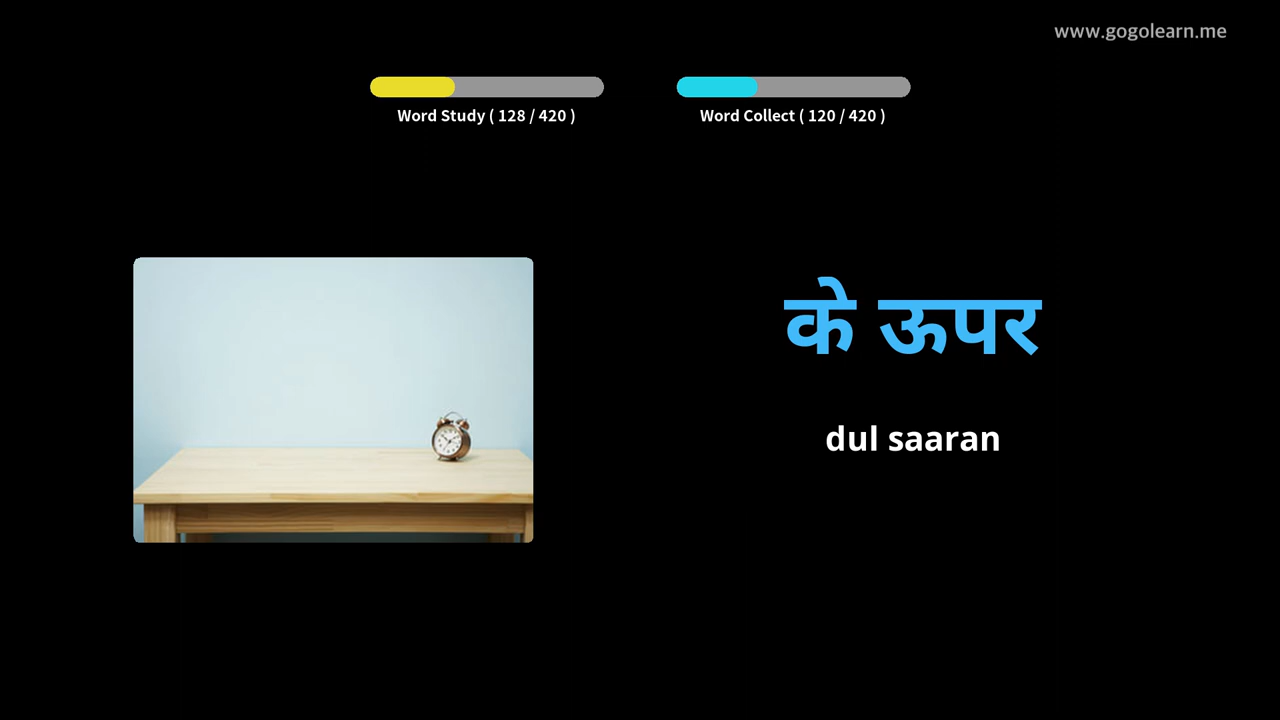 www.gogolearn.me
Word Study ( 128 / 420 )
Word Collect ( 120 / 420 )
के ऊपर
dul saaran